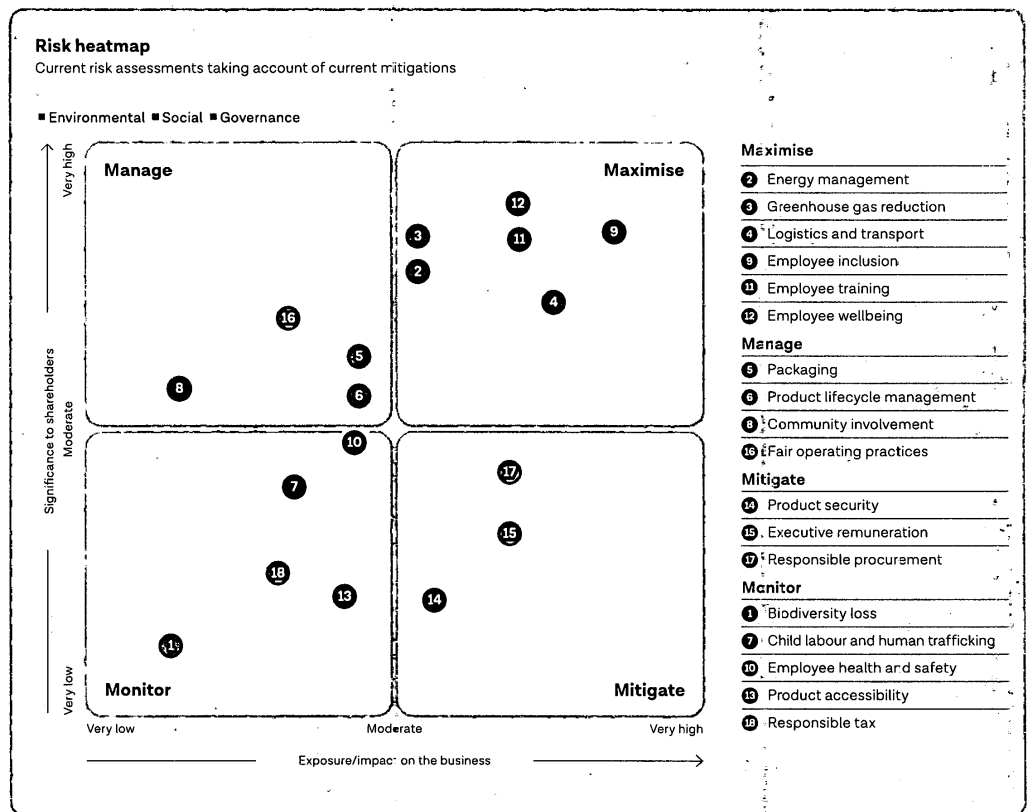 Risk heatmap
Current risk assessments taking account of current mitigations
Environmental Social Governance
Very high
Significance to shareholders
Moderate
Very low
Manage
Maximise
12
3
11
9
2
4
16
5
8
6
10
7
17
15
18
13
14
1
Monitor
Mitigate
Very low
Moderate
Very high
Exposure/impact on the business
Maximise
2 Energy management
3 Greenhouse gas reduction
4 Logistics and transport
9 Employee inclusion
11 Employee training
12 Employee wellbeing
Manage
5 Packaging
6 Product lifecycle management
8 Community involvement
16 Fair operating practices
Mitigate
14 Product security
15 Executive remuneration
17 Responsible procurement
Monitor
1 Biodiversity loss
7 Child labour and human trafficking
10 Employee health and safety
13 Product accessibility
18 Responsible tax